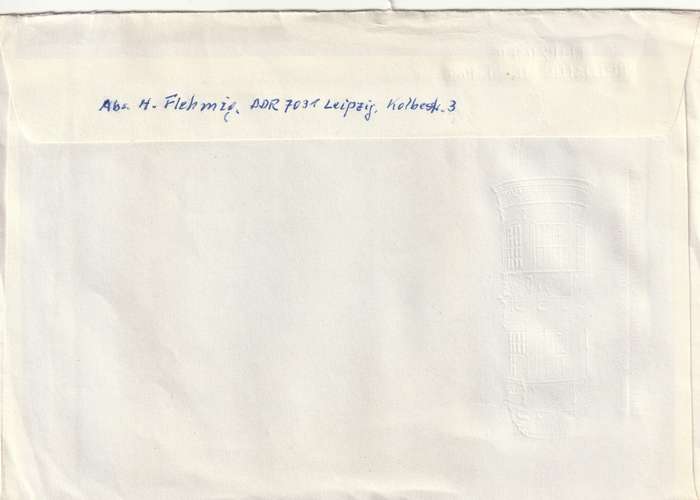 Abs. H. Flehmig, DDR 7031 Leipzig, Kolbestr. 3